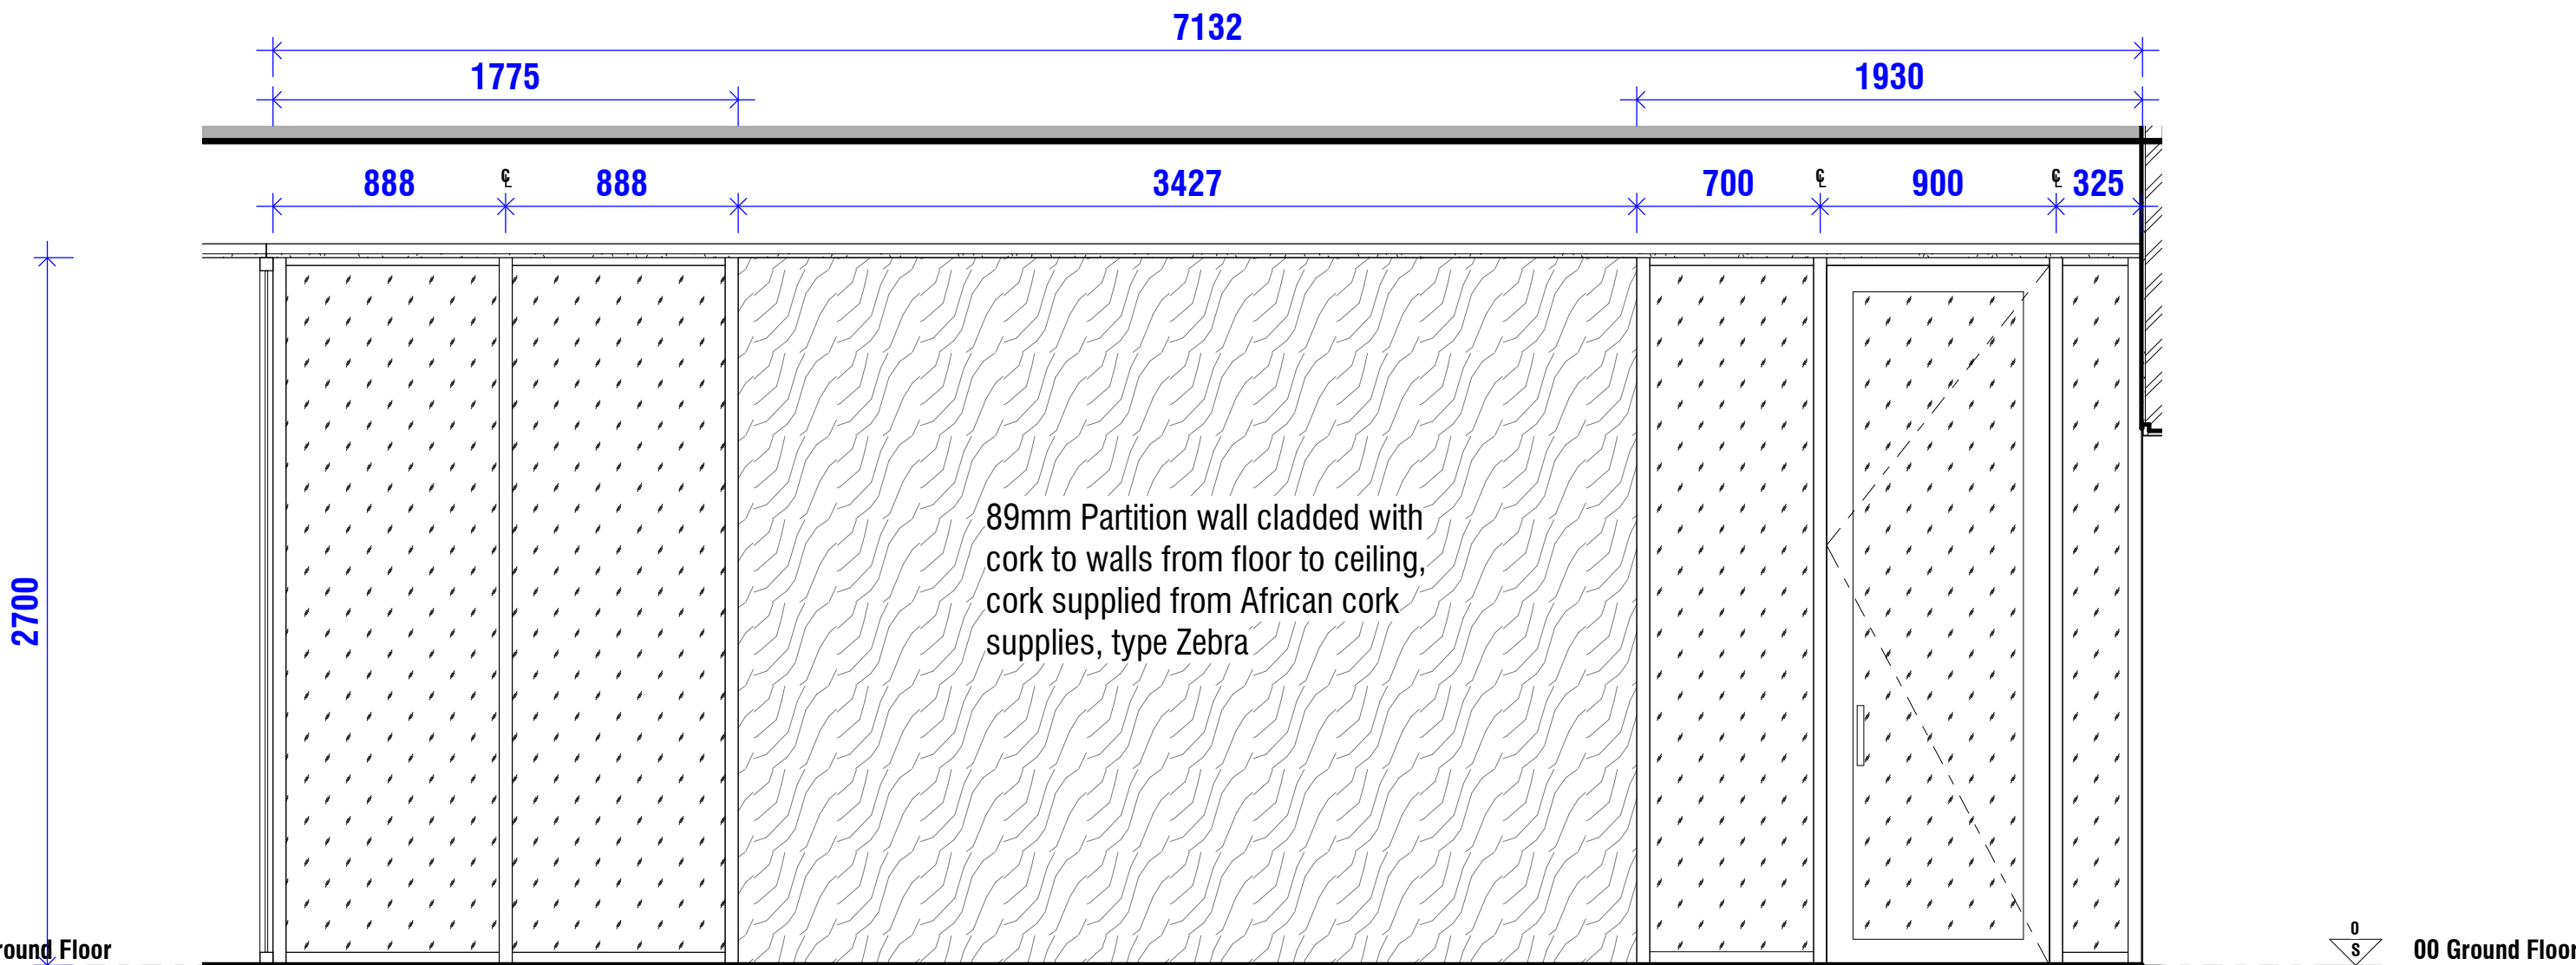 7132
1775
1930
888
℄
888
3427
700
℄
900
℄
325
2700
89mm Partition wall cladded with
cork to walls from floor to ceiling,
cork supplied from African cork
supplies, type Zebra
round Floor
0
S
00 Ground Floor